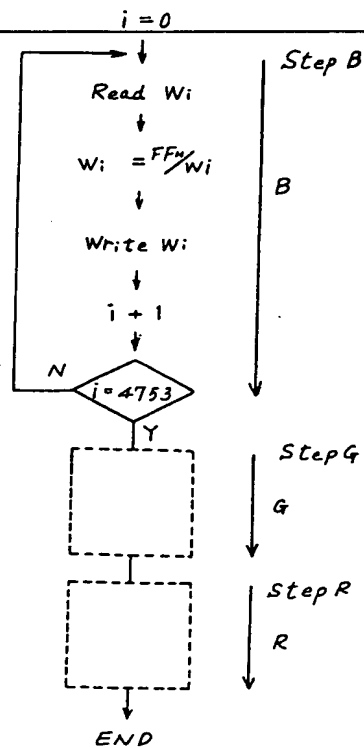 i = 0
Step B
Read Wi
Wi = FFH/Wi
B
Write Wi
i + 1
N
i = 4753
Y
Step G
G
Step R
R
END